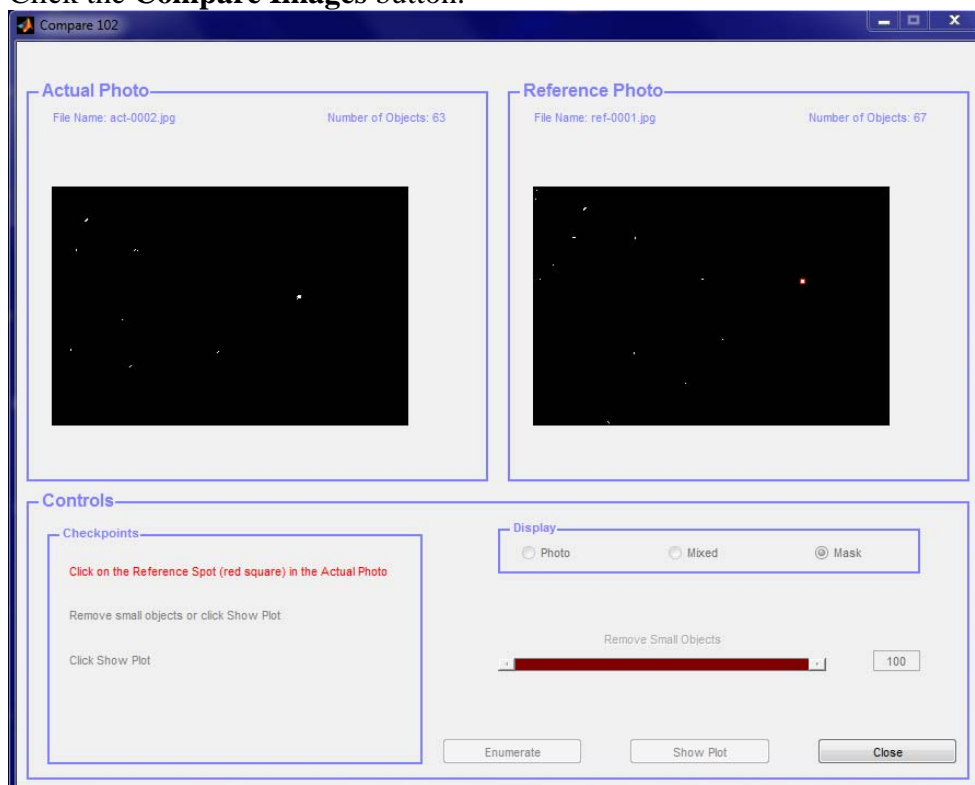 Click the Compare Images button.
Compare 102
Actual Photo
File Name: act-0002.jpg
Number of Objects: 63
Reference Photo
File Name: ref-0001.jpg
Number of Objects: 67
Controls
Checkpoints
Click on the Reference Spot (red square) in the Actual Photo
Remove small objects or click Show Plot
Click Show Plot
Display
Photo
Mixed
Mask
Remove Small Objects
100
Enumerate
Show Plot
Close